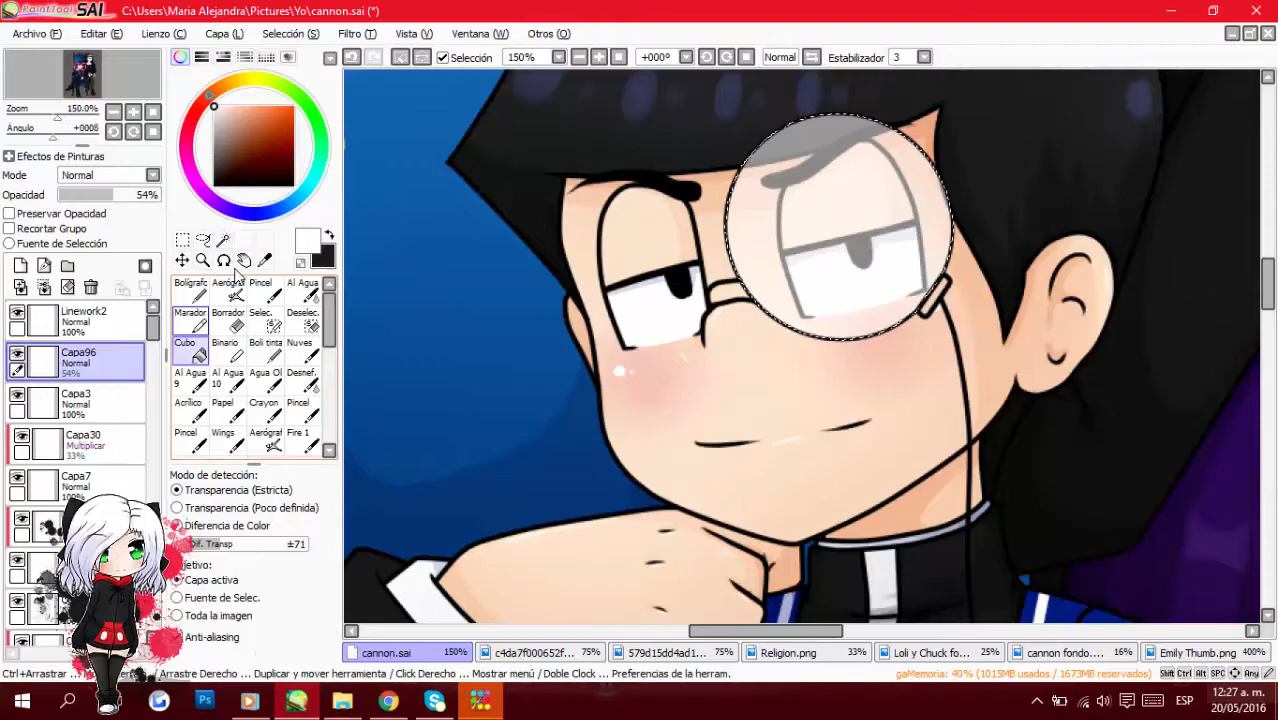 PaintTool SAI C:\Users\Maria Alejandra\Pictures\Yo\cannon.sai (*)
Archivo (F) Editar (E) Lienzo (C) Capa (L) Selección (S) Filtro (T) Vista (V) Ventana (W) Otros (O)
Selección 150% +000º Normal Estabilizador 3
Zoom 150.0%
Ángulo +000ß
Efectos de Pinturas
Mode Normal
Opacidad 54%
Preservar Opacidad
Recortar Grupo
Fuente de Selección
Linework2
Normal
100%
Capa96
Normal
54%
Capa3
Normal
100%
Capa30
Multiplicar
33%
Capa7
Normal
100%
Bolígrafc Aerógra Pincel Al Agua
Marador Borrador Selec. Deselec.
Cubo Binario Boli tinta Nuves
Al Agua 9 Al Agua 10 Agua Ol Desnef.
Acrílico Papel Crayon Pincel
Pincel Wings Aerógraf Fire 1
Modo de detección:
Transparencia (Estricta)
Transparencia (Poco definida)
Diferencia de Color
Dif. Transp ±71
bjetivo:
Capa activa
Fuente de Selec.
Toda la imagen
Anti-aliasing
cannon.sai 150% c4da7f000652f... 75% 579d15dd4ad1... 75% Religion.png 33% Loli y Chuck fo... 25% cannon fondo.... 16% Emily Thumb.png 400%
Click / Arrastrar
Arrastre Derecho ... Duplicar y mover herramienta / Click Derecho ... Mostrar menú / Doble Clock ... Preferencias de la herram.
gaMemoria: 40% (1015MB usados / 1673MB reservados)
Shift Ctrl Alt SPC Any
Ps
ESP
12:27 a. m.
20/05/2016